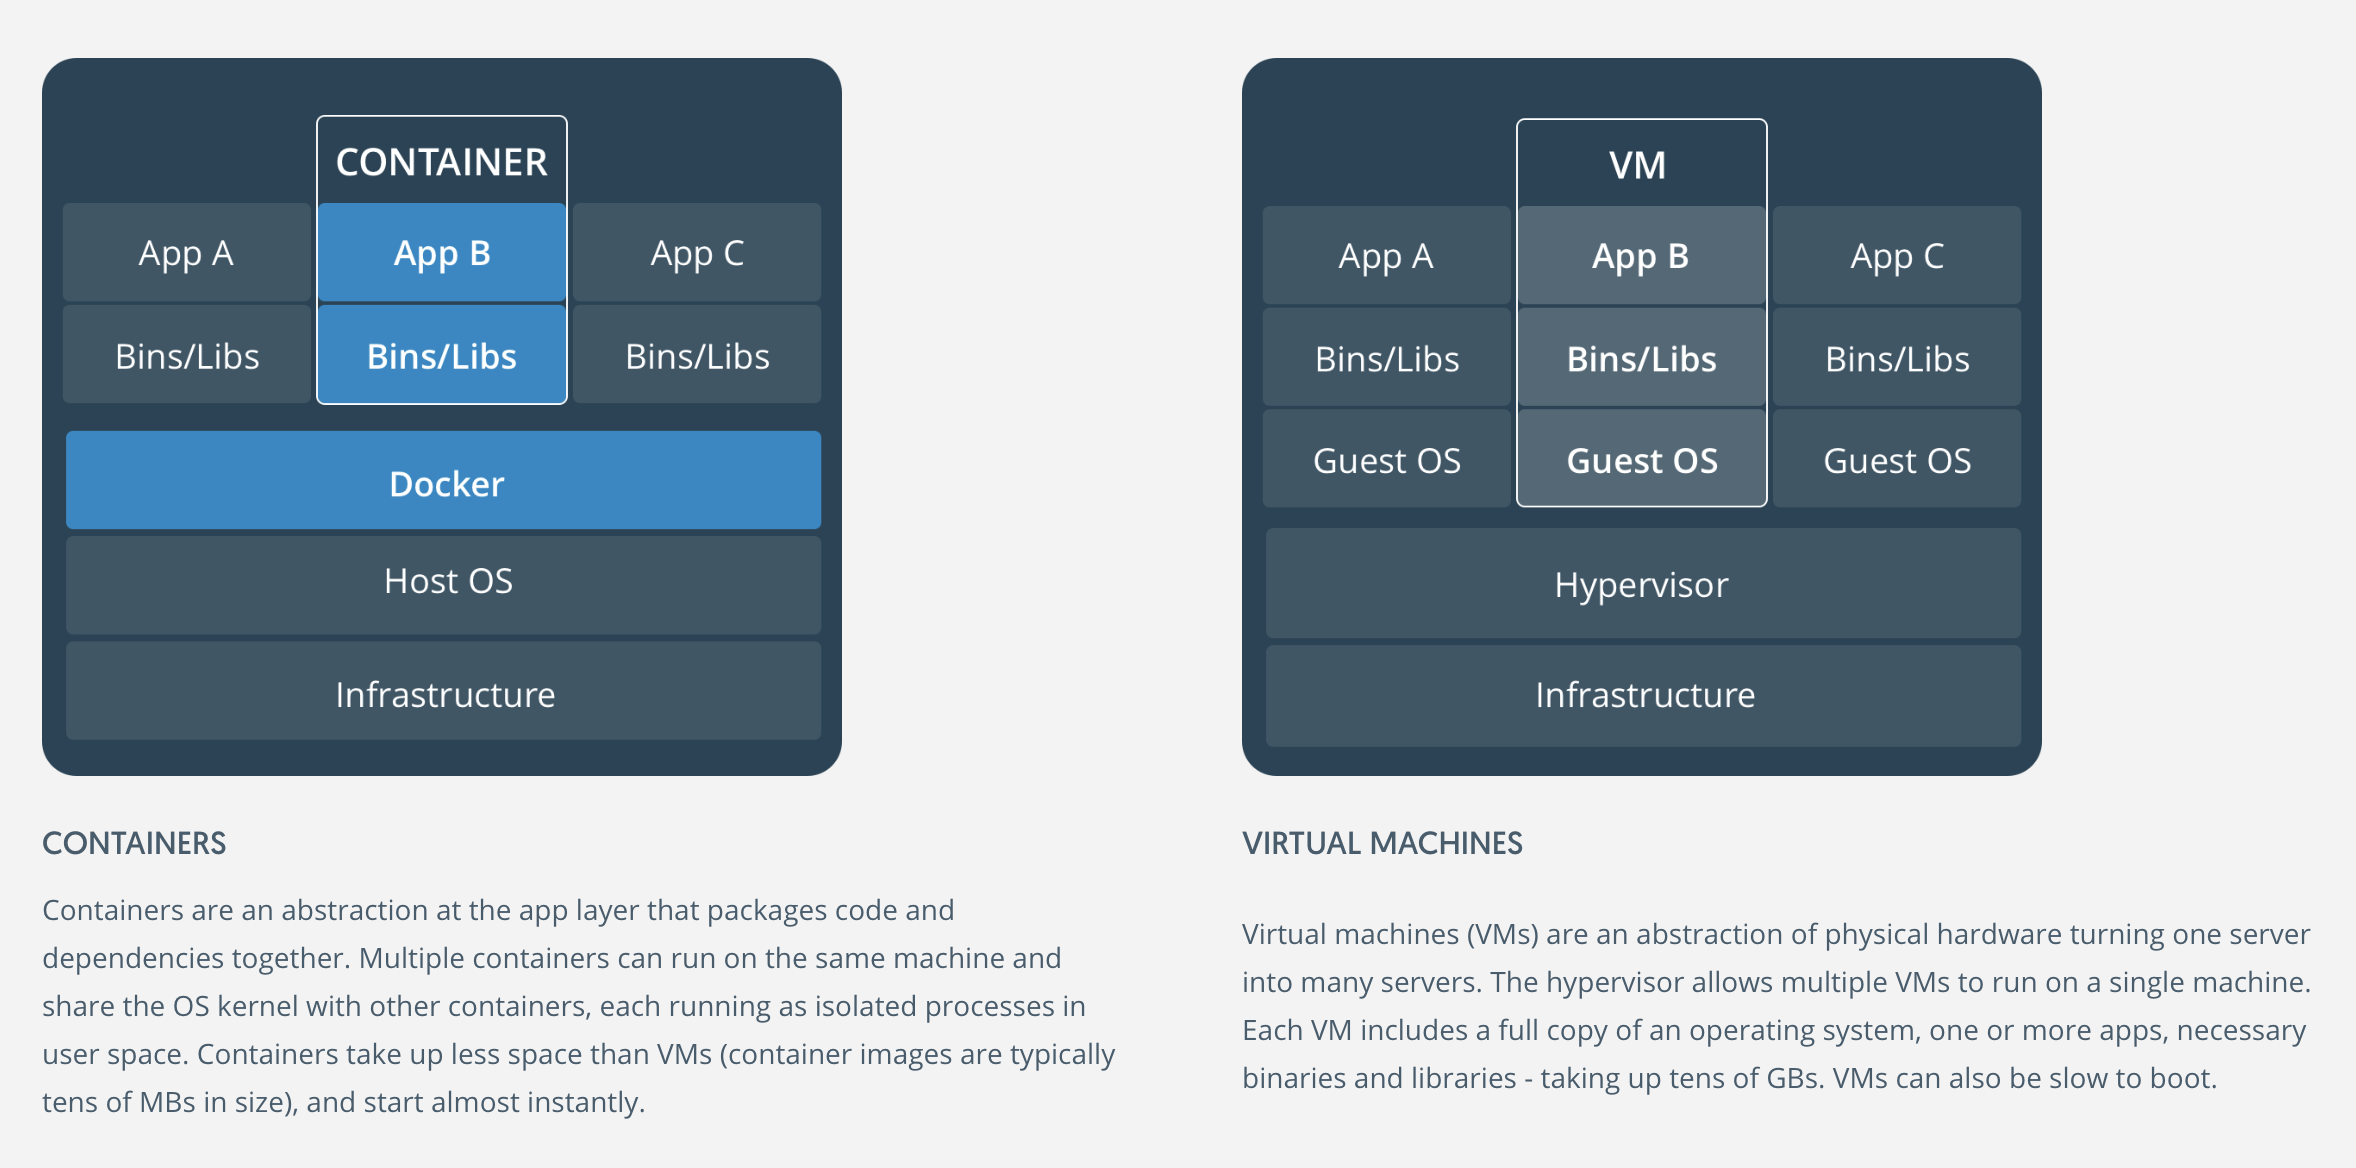 CONTAINER
App A
App B
App C
Bins/Libs
Bins/Libs
Bins/Libs
Docker
Host OS
Infrastructure
CONTAINERS
Containers are an abstraction at the app layer that packages code and
dependencies together. Multiple containers can run on the same machine and
share the OS kernel with other containers, each running as isolated processes in
user space. Containers take up less space than VMs (container images are typically
tens of MBs in size), and start almost instantly.
VM
App A
App B
App C
Bins/Libs
Bins/Libs
Bins/Libs
Guest OS
Guest OS
Guest OS
Hypervisor
Infrastructure
VIRTUAL MACHINES
Virtual machines (VMs) are an abstraction of physical hardware turning one server
into many servers. The hypervisor allows multiple VMs to run on a single machine.
Each VM includes a full copy of an operating system, one or more apps, necessary
binaries and libraries - taking up tens of GBs. VMs can also be slow to boot.